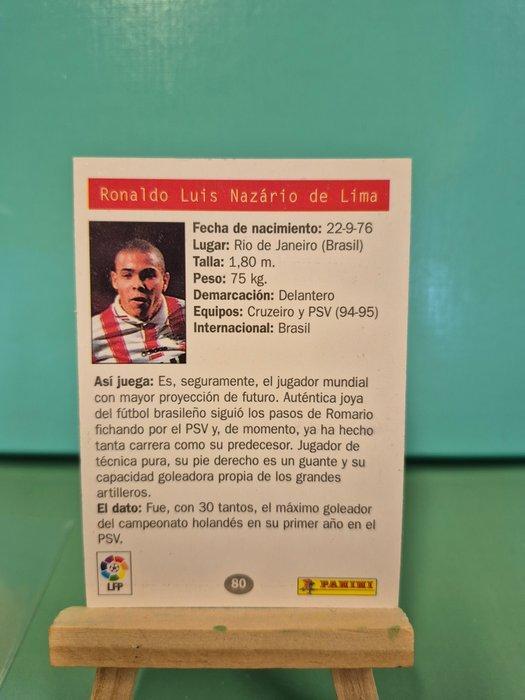 Ronaldo Luis Nazário de Lima
Fecha de nacimiento: 22-9-76
Lugar: Rio de Janeiro (Brasil)
Talla: 1,80 m.
Peso: 75 kg.
Demarcación: Delantero
Equipos: Cruzeiro y PSV (94-95)
Internacional: Brasil
Así juega: Es, seguramente, el jugador mundial
con mayor proyección de futuro. Auténtica joya
del fútbol brasileño siguió los pasos de Romario
fichando por el PSV y, de momento, ya ha hecho
tanta carrera como su predecesor. Jugador de
técnica pura, su pie derecho es un guante y su
capacidad goleadora propia de los grandes
artilleros.
El dato: Fue, con 30 tantos, el máximo goleador
del campeonato holandés en su primer año en el
PSV.
LFP
80
PANINI